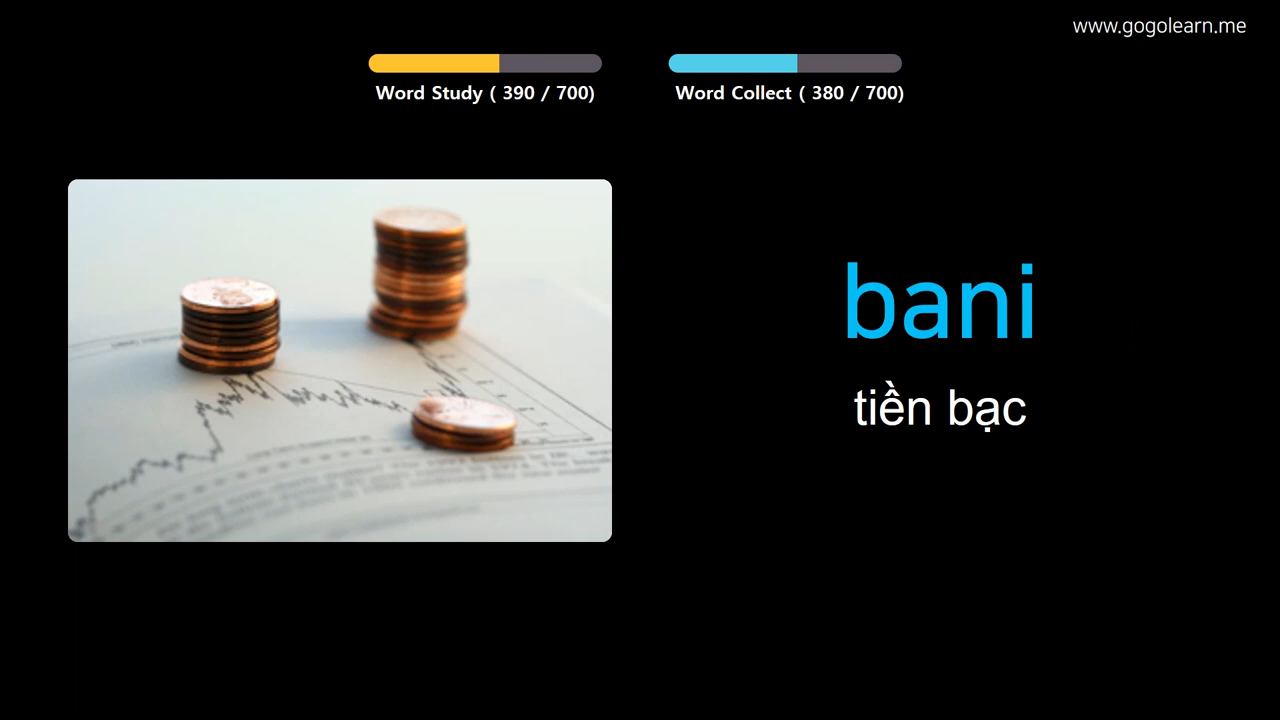 www.gogolearn.me
Word Study ( 390 / 700)
Word Collect ( 380 / 700)
bani
tiền bạc